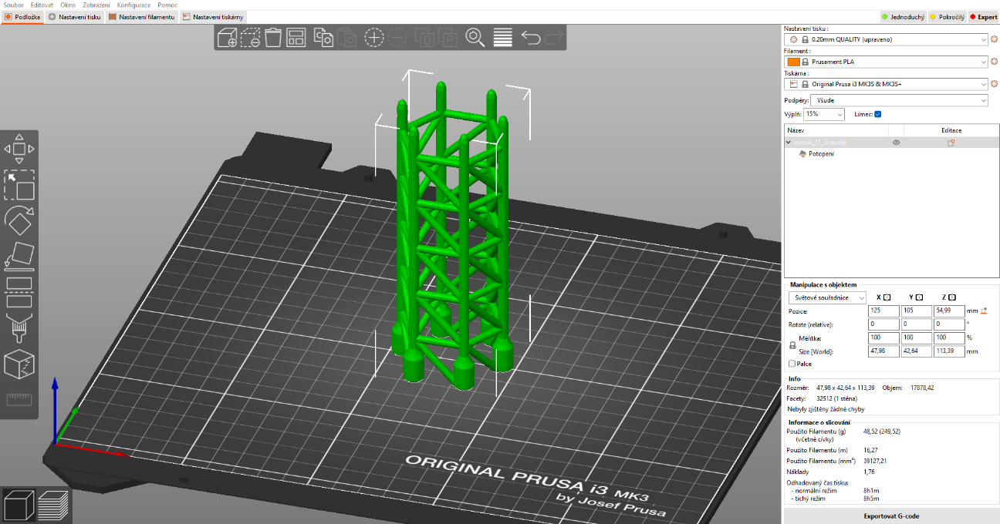 Soubor Editovat Okno Zobrazení Konfigurace Pomoc
Podložka Nastavení tisku Nastavení filamentu Nastavení tiskárny Jednoduchý Pokročilý Expert
Nastavení tisku :
0.20mm QUALITY (upraveno)
Filament :
Prusament PLA
Tiskárna :
Original Prusa i3 MK3S & MK3S+
Podpěry: Všude
Výplň: 15% Límec:
Název Editace
nosnik_11_5cm.obj
Potopení
Manipulace s objektem
Světové souřadnice X Y Z
Pozice: 125 105 54,99 mm
Rotate (relative): 0 0 0 °
Měřítka: 100 100 100 %
Size [World]: 47,98 42,64 113,39 mm
Palce
Info
Rozměr: 47,98 x 42,64 x 113,39 Objem: 17878,42
Facety: 32512 (1 stěna)
Nebyly zjištěny žádné chyby
Informace o slicování
Použito Filamentu (g) 48,52 (249,52)
(včetně cívky)
Použito Filamentu (m) 16,27
Použito Filamentu (mm³) 39127,21
Náklady 1,76
Odhadovaný čas tisku:
- normální režim 8h1m
- tichý režim 8h5m
Exportovat G-code
ORIGINAL PRUSA i3 MK3
by Josef Prusa